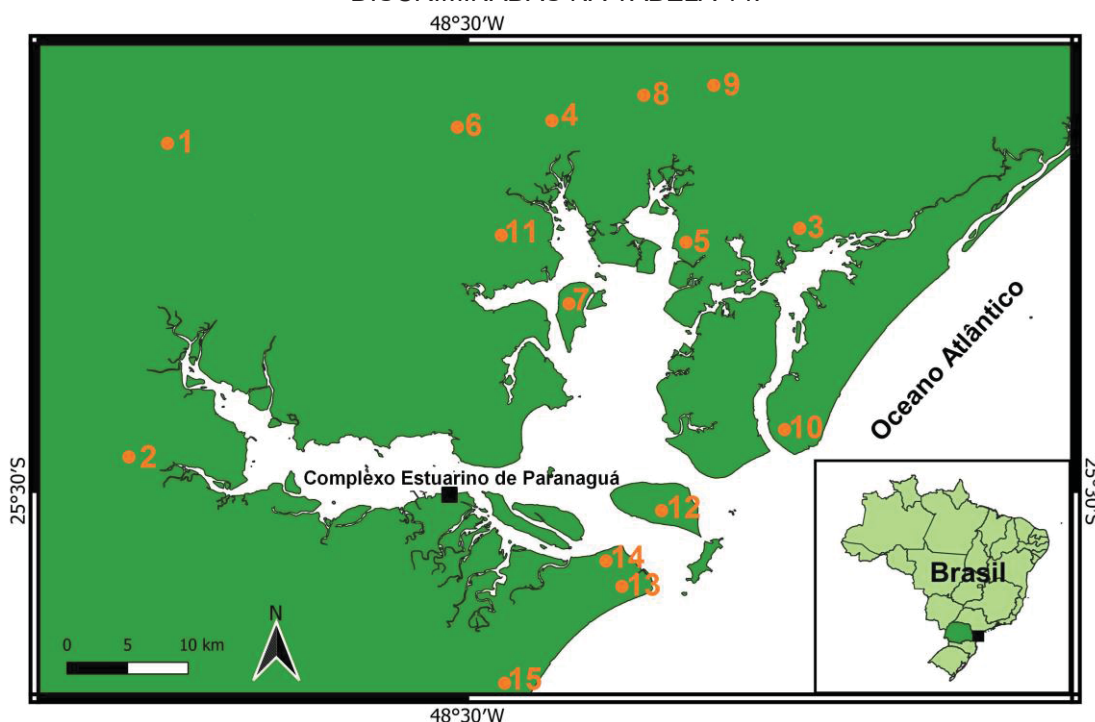 48°30’W
9
8
4
6
1
11
3
5
7
Oceano Atlântico
10
2
Complexo Estuarino de Paranaguá
25°30’S
25°30’S
12
14
13
15
Brasil
N
0 5 10 km
48°30’W